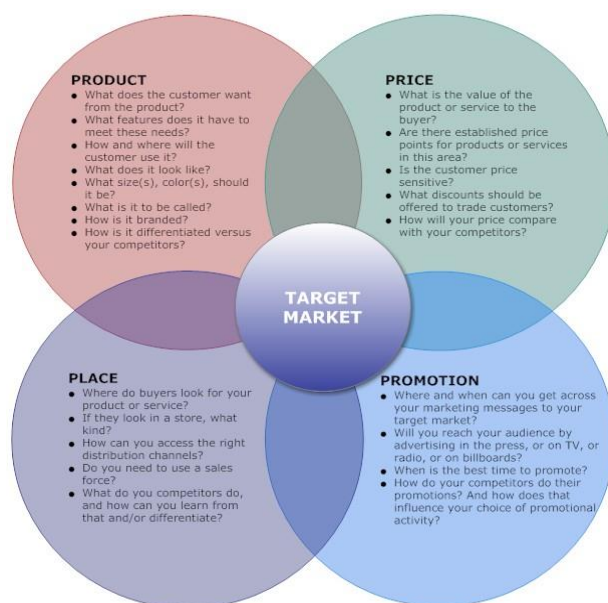 PRODUCT
● What does the customer want
from the product?
● What features does it have to
meet these needs?
● How and where will the
customer use it?
● What does it look like?
● What size(s), color(s), should
it be?
● What is it to be called?
● How is it branded?
● How is it differentiated versus
your competitors?
PRICE
● What is the value of the
product or service to the
buyer?
● Are there established price
points for products or services
in this area?
● Is the customer price
sensitive?
● What discounts should be
offered to trade customers?
● How will your price compare
with your competitors?
TARGET
MARKET
PLACE
● Where do buyers look for your
product or service?
● If they look in a store, what
kind?
● How can you access the right
distribution channels?
● Do you need to use a sales
force?
● What do you competitors do,
and how can you learn from
that and/or differentiate?
PROMOTION
● Where and when can you get across
your marketing messages to your
target market?
● Will you reach your audience by
advertising in the press, or on TV, or
radio, or on billboards?
● When is the best time to promote?
● How do your competitors do their
promotions? And how does that
influence your choice of promotional
activity?